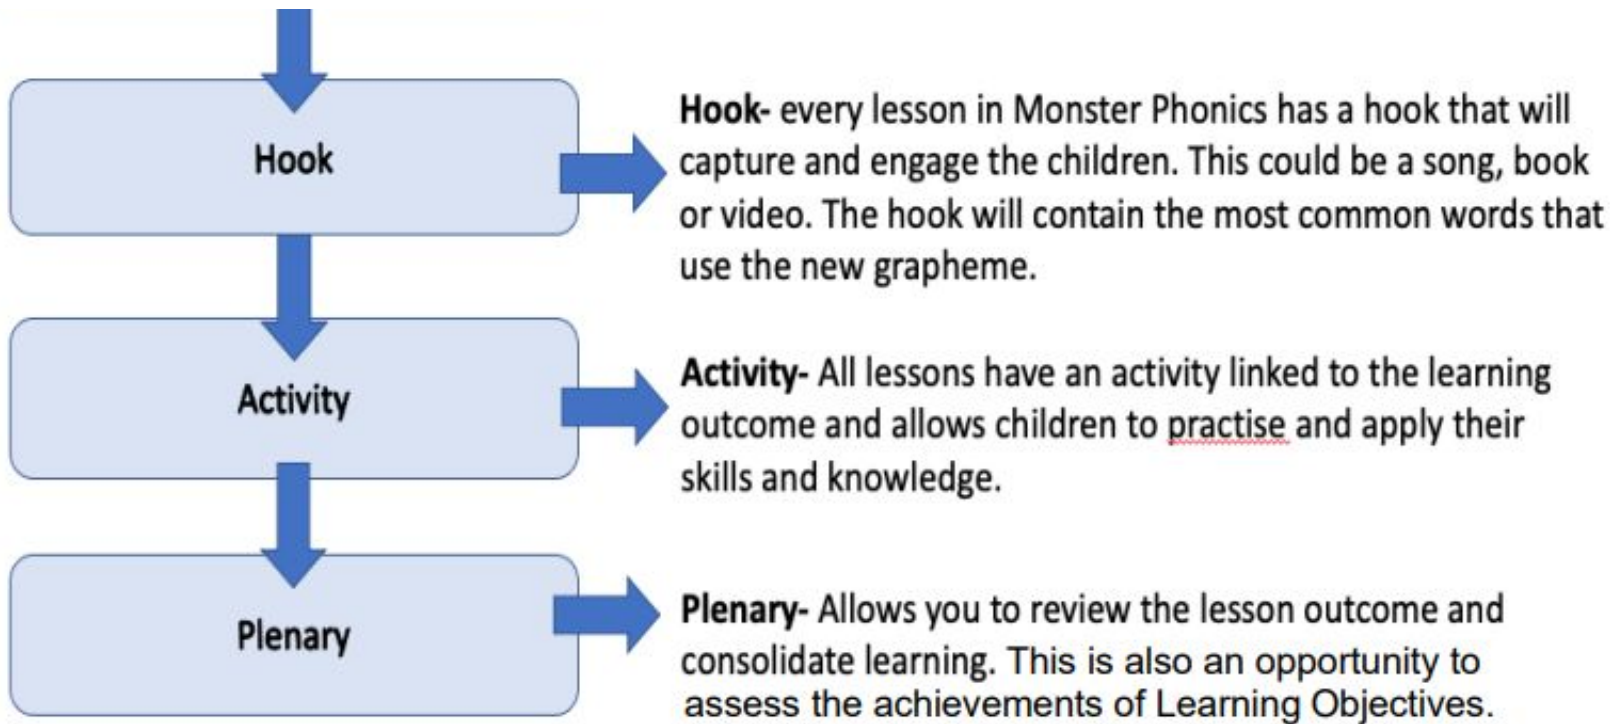 Hook
Hook- every lesson in Monster Phonics has a hook that will
capture and engage the children. This could be a song, book
or video. The hook will contain the most common words that
use the new grapheme.
Activity
Activity- All lessons have an activity linked to the learning
outcome and allows children to practise and apply their
skills and knowledge.
Plenary
Plenary- Allows you to review the lesson outcome and
consolidate learning. This is also an opportunity to
assess the achievements of Learning Objectives.